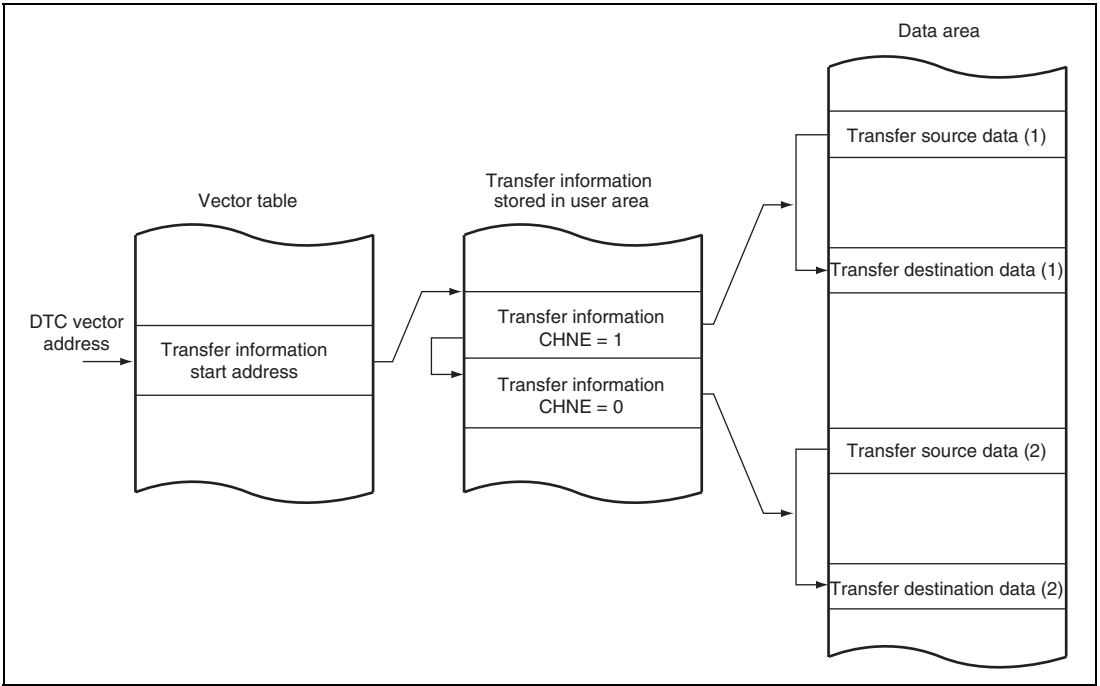 Data area
Transfer source data (1)
Transfer information
stored in user area
Vector table
Transfer destination data (1)
DTC vector
address
Transfer information
CHNE = 1
Transfer information
start address
Transfer information
CHNE = 0
Transfer source data (2)
Transfer destination data (2)